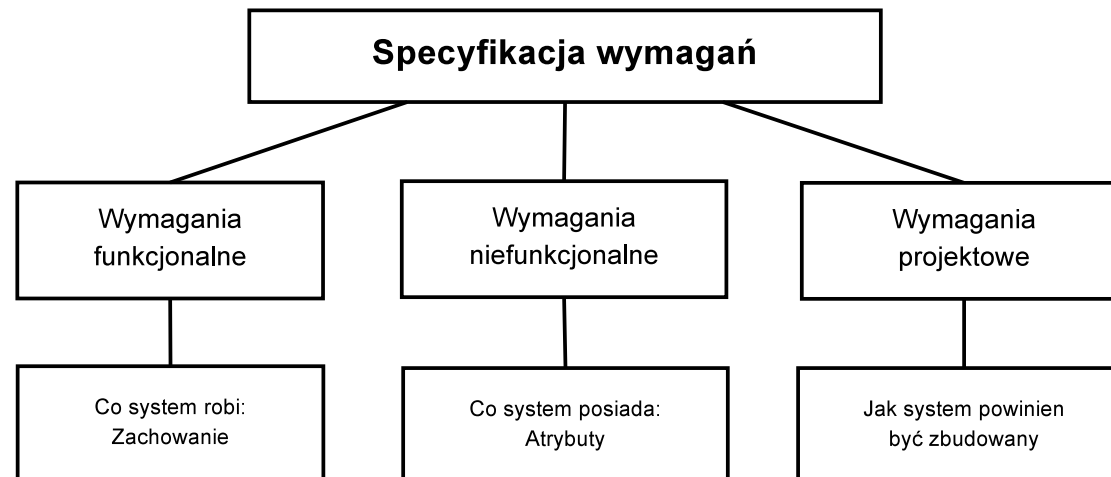 Specyfikacja wymagań
Wymagania
funkcjonalne
Wymagania
niefunkcjonalne
Wymagania
projektowe
Co system robi:
Zachowanie
Co system posiada:
Atrybuty
Jak system powinien
być zbudowany